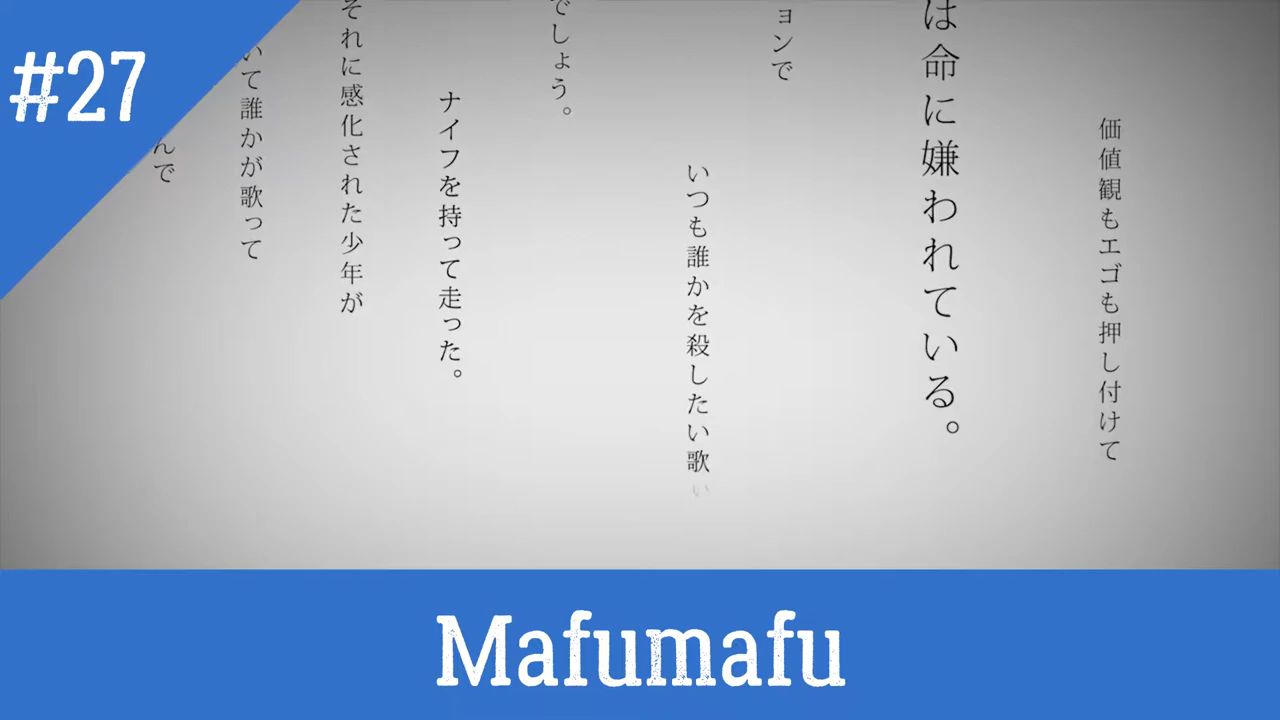 #27
価値観もエゴも押し付けて
は命に嫌われている。
ョンで
いつも誰かを殺したい歌い
でしょう。
ナイフを持って走った。
それに感化された少年が
いて誰かが歌って
んで
Mafumafu